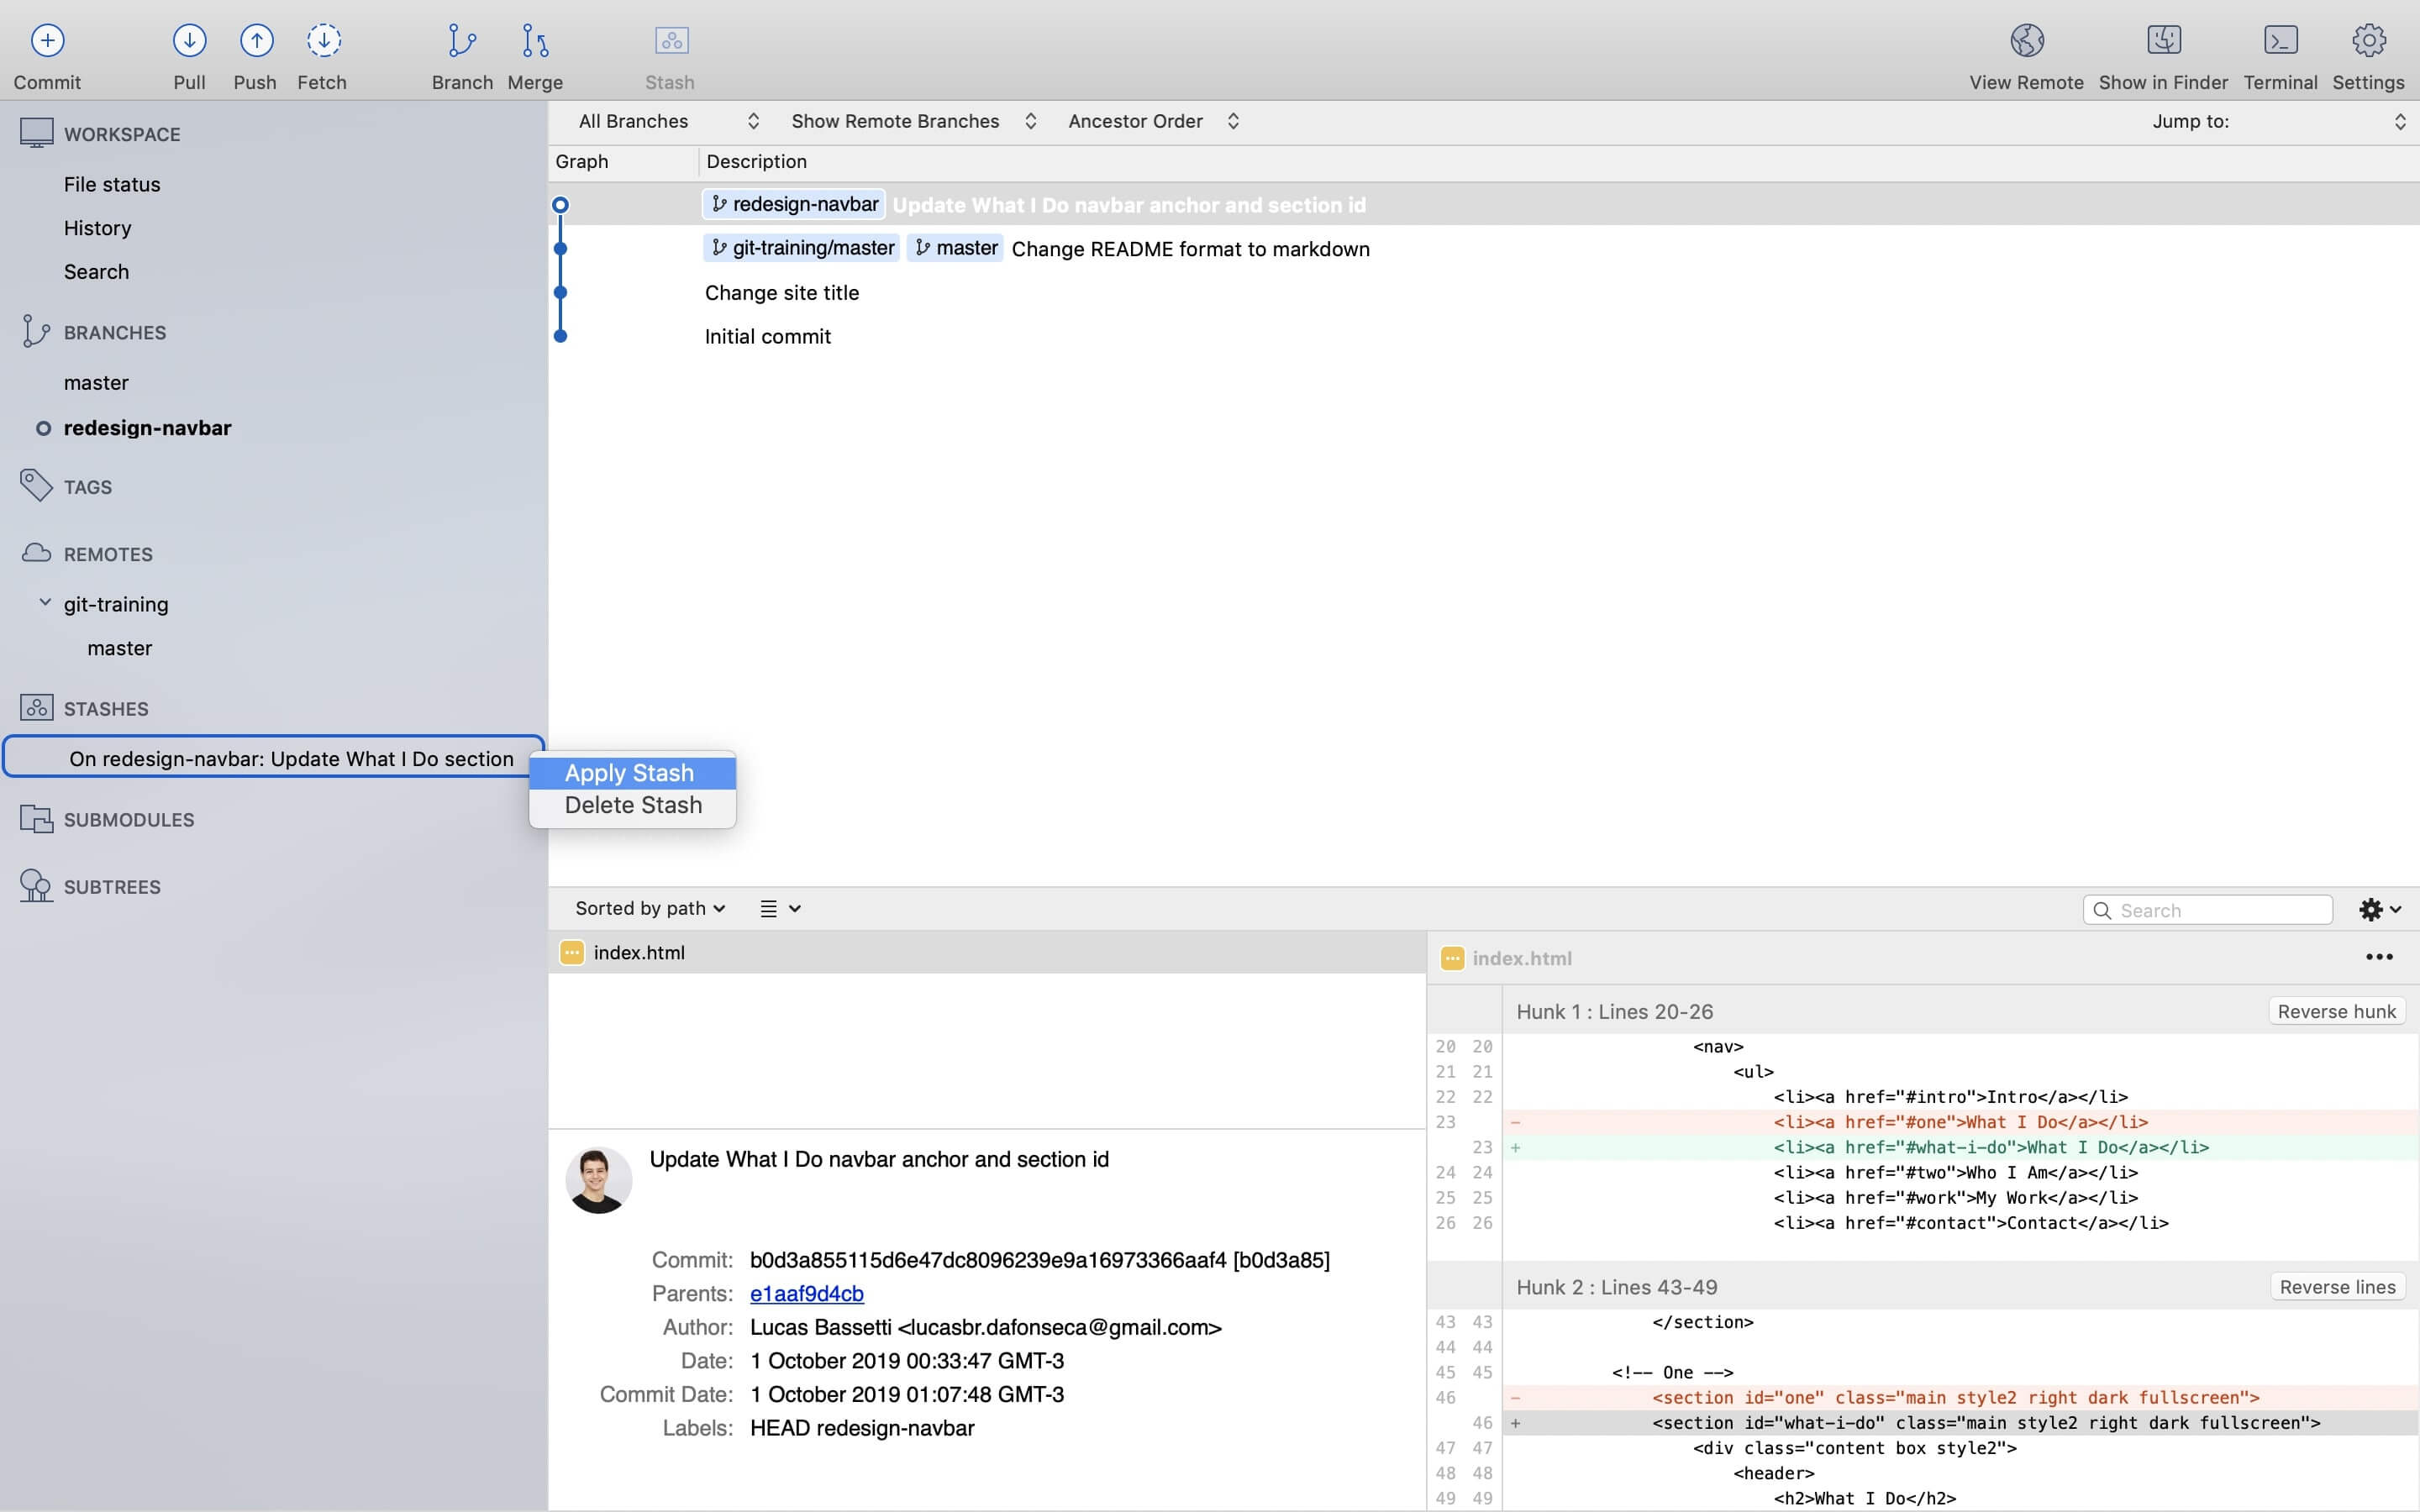 Commit Pull Push Fetch Branch Merge Stash View Remote Show in Finder Terminal Settings
WORKSPACE
File status
History
Search
BRANCHES
master
redesign-navbar
TAGS
REMOTES
git-training
master
STASHES
On redesign-navbar: Update What I Do section
SUBMODULES
SUBTREES
Apply Stash
Delete Stash
All Branches Show Remote Branches Ancestor Order Jump to:
Graph Description
redesign-navbar Update What I Do navbar anchor and section id
git-training/master master Change README format to markdown
Change site title
Initial commit
Sorted by path Search
index.html
Update What I Do navbar anchor and section id
Commit: b0d3a855115d6e47dc8096239e9a16973366aaf4 [b0d3a85]
Parents: e1aaf9d4cb
Author: Lucas Bassetti <lucasbr.dafonseca@gmail.com>
Date: 1 October 2019 00:33:47 GMT-3
Commit Date: 1 October 2019 01:07:48 GMT-3
Labels: HEAD redesign-navbar
index.html
Hunk 1 : Lines 20-26 Reverse hunk
20 20 <nav>
21 21 <ul>
22 22 <li><a href="#intro">Intro</a></li>
23 - <li><a href="#one">What I Do</a></li>
23 + <li><a href="#what-i-do">What I Do</a></li>
24 24 <li><a href="#two">Who I Am</a></li>
25 25 <li><a href="#work">My Work</a></li>
26 26 <li><a href="#contact">Contact</a></li>
Hunk 2 : Lines 43-49 Reverse lines
43 43 </section>
44 44
45 45 <!-- One -->
46 - <section id="one" class="main style2 right dark fullscreen">
46 + <section id="what-i-do" class="main style2 right dark fullscreen">
47 47 <div class="content box style2">
48 48 <header>
49 49 <h2>What I Do</h2>